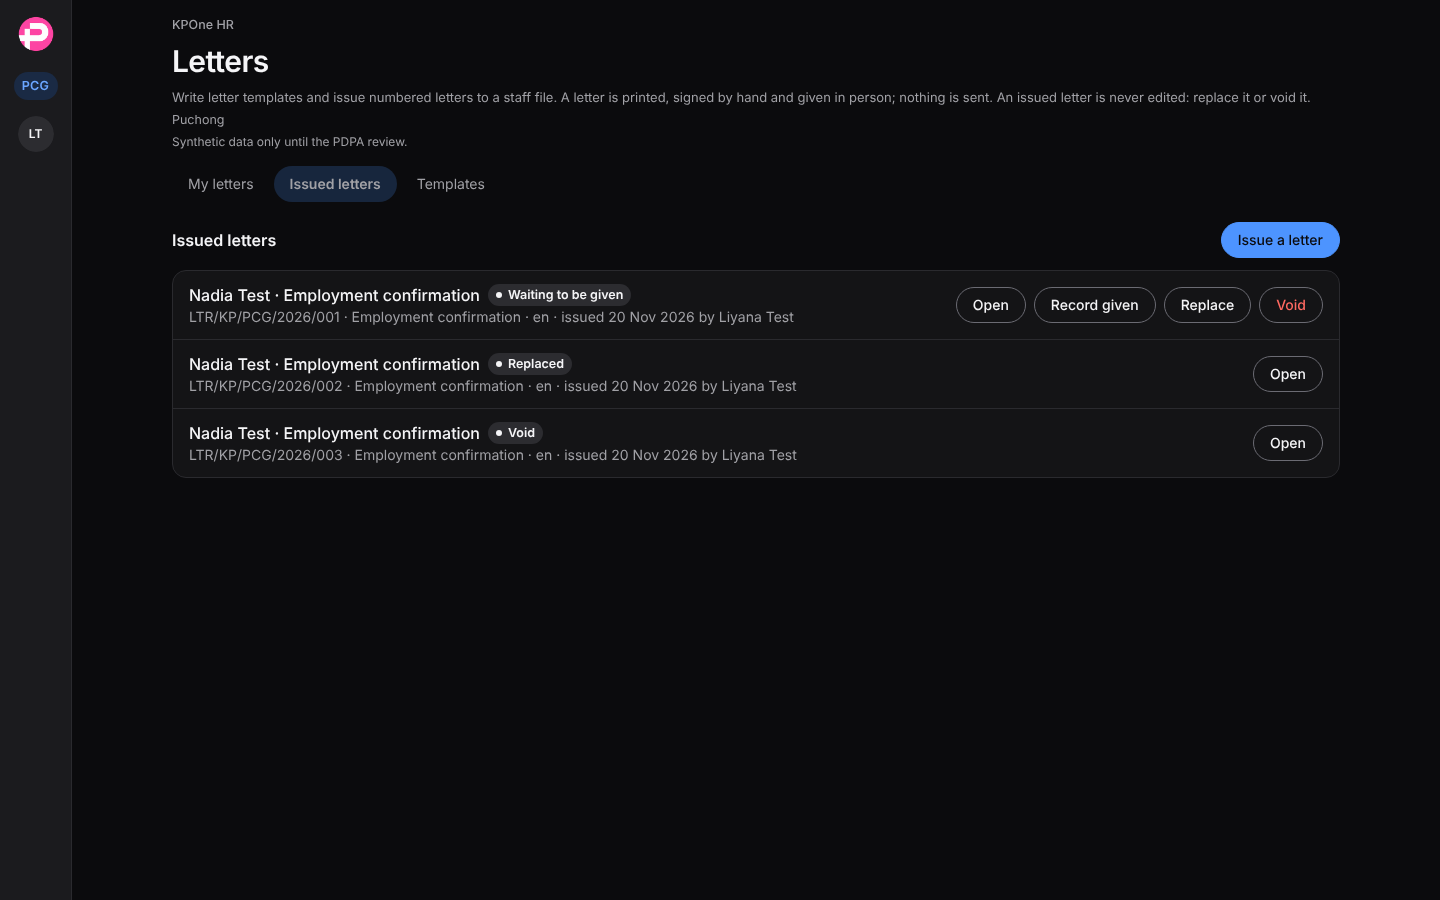 KPOne HR
Letters
Write letter templates and issue numbered letters to a staff file. A letter is printed, signed by hand and given in person; nothing is sent. An issued letter is never edited: replace it or void it.
PCG
Puchong
LT
Synthetic data only until the PDPA review.
My letters
Issued letters
Templates
Issued letters
Issue a letter
Nadia Test · Employment confirmation
Waiting to be given
LTR/KP/PCG/2026/001 · Employment confirmation · en · issued 20 Nov 2026 by Liyana Test
Open
Record given
Replace
Void
Nadia Test · Employment confirmation
Replaced
LTR/KP/PCG/2026/002 · Employment confirmation · en · issued 20 Nov 2026 by Liyana Test
Open
Nadia Test · Employment confirmation
Void
LTR/KP/PCG/2026/003 · Employment confirmation · en · issued 20 Nov 2026 by Liyana Test
Open